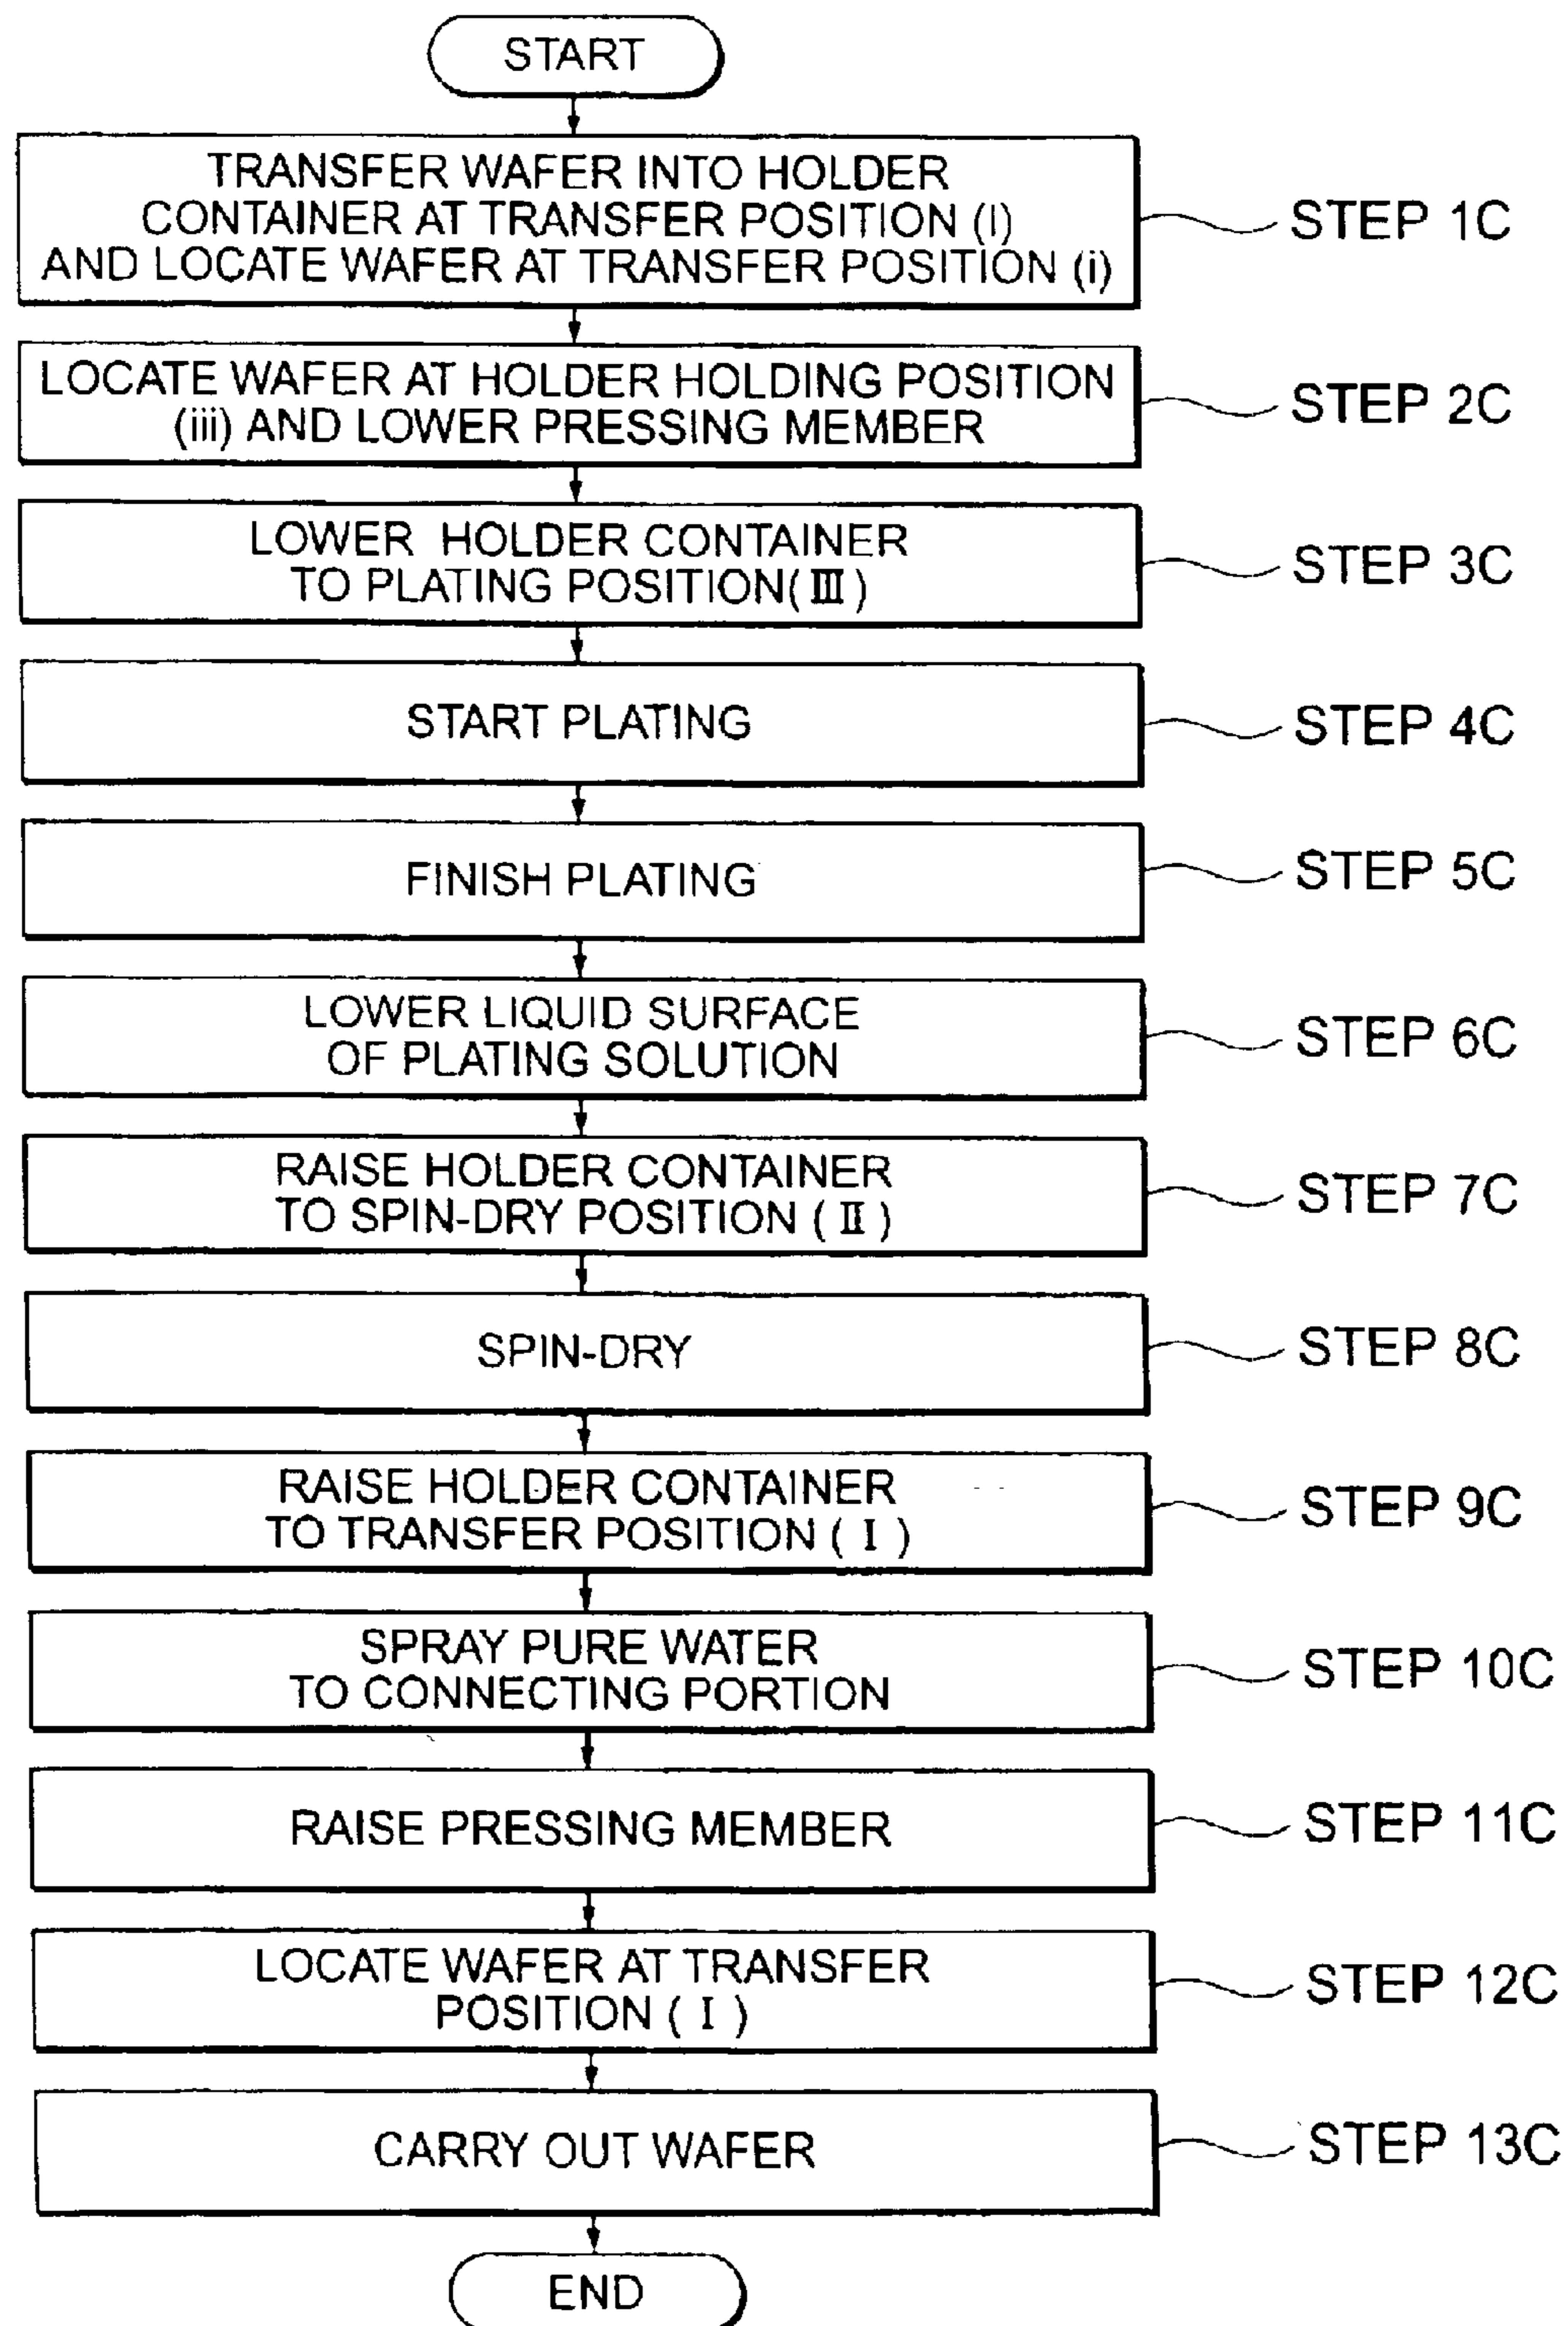 START
TRANSFER WAFER INTO HOLDER
CONTAINER AT TRANSFER POSITION (I)
AND LOCATE WAFER AT TRANSFER POSITION (i)
STEP 1C
LOCATE WAFER AT HOLDER HOLDING POSITION
(iii) AND LOWER PRESSING MEMBER
STEP 2C
LOWER HOLDER CONTAINER
TO PLATING POSITION(III)
STEP 3C
START PLATING
STEP 4C
FINISH PLATING
STEP 5C
LOWER LIQUID SURFACE
OF PLATING SOLUTION
STEP 6C
RAISE HOLDER CONTAINER
TO SPIN-DRY POSITION (II)
STEP 7C
SPIN-DRY
STEP 8C
RAISE HOLDER CONTAINER
TO TRANSFER POSITION (I)
STEP 9C
SPRAY PURE WATER
TO CONNECTING PORTION
STEP 10C
RAISE PRESSING MEMBER
STEP 11C
LOCATE WAFER AT TRANSFER
POSITION (I)
STEP 12C
CARRY OUT WAFER
STEP 13C
END